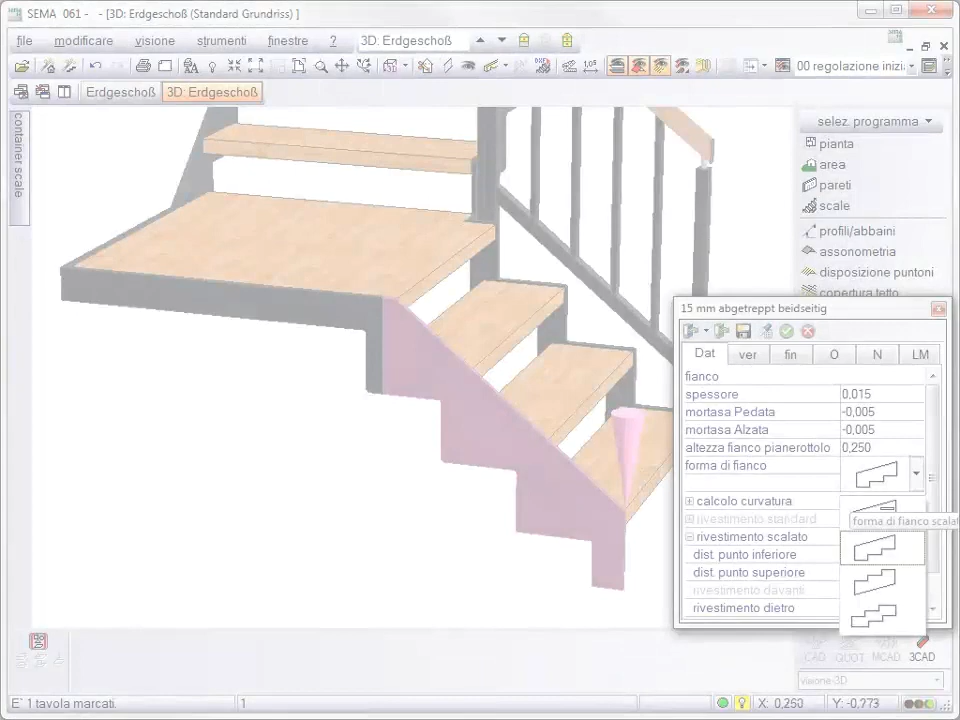 SEMA 061 - - [3D: Erdgeschoß (Standard Grundriss) ]
file modificare visione strumenti finestre ? 3D: Erdgeschoß
1,05 00 regolazione inizi
Erdgeschoß 3D: Erdgeschoß
container scale
selez. programma
pianta
area
pareti
scale
profili/abbaini
assonometria
disposizione puntoni
copertura tetto
15 mm abgetreppt beidseitig
Dat ver fin O N LM
fianco
spessore 0.015
mortasa Pedata -0,005
mortasa Alzata -0,005
altezza fianco pianerottolo 0,250
forma di fianco
calcolo curvatura
forma di fianco scalat
rivestimento standard
rivestimento scalato
dist. punto inferiore
dist. punto superiore
rivestimento davanti
rivestimento dietro
CAD QUOT MCAD 3CAD
visione-3D
E` 1 tavola marcati. 1 X: 0,250 Y: -0,773